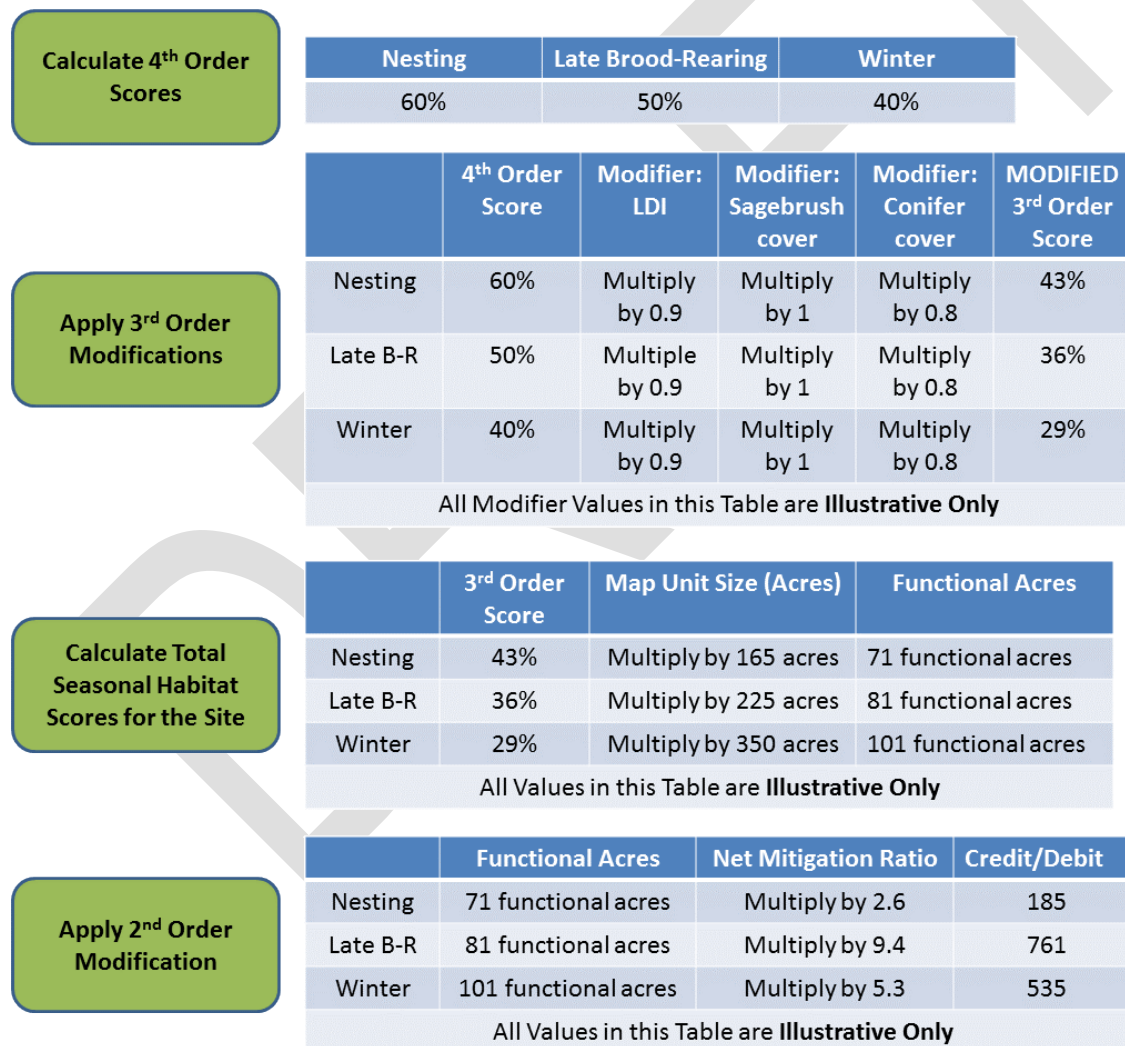 Calculate 4th Order
Scores
Nesting Late Brood-Rearing Winter
60% 50% 40%
4th Order
Score
Modifier:
LDI
Modifier:
Sagebrush
cover
Modifier:
Conifer
cover
MODIFIED
3rd Order
Score
Apply 3rd Order
Modifications
Nesting 60% Multiply
by 0.9
Multiply
by 1
Multiply
by 0.8
43%
Late B-R 50% Multiple
by 0.9
Multiply
by 1
Multiply
by 0.8
36%
Winter 40% Multiply
by 0.9
Multiply
by 1
Multiply
by 0.8
29%
All Modifier Values in this Table are Illustrative Only
Calculate Total
Seasonal Habitat
Scores for the Site
3rd Order
Score
Map Unit Size (Acres) Functional Acres
Nesting 43% Multiply by 165 acres 71 functional acres
Late B-R 36% Multiply by 225 acres 81 functional acres
Winter 29% Multiply by 350 acres 101 functional acres
All Values in this Table are Illustrative Only
Apply 2nd Order
Modification
Functional Acres Net Mitigation Ratio Credit/Debit
Nesting 71 functional acres Multiply by 2.6 185
Late B-R 81 functional acres Multiply by 9.4 761
Winter 101 functional acres Multiply by 5.3 535
All Values in this Table are Illustrative Only